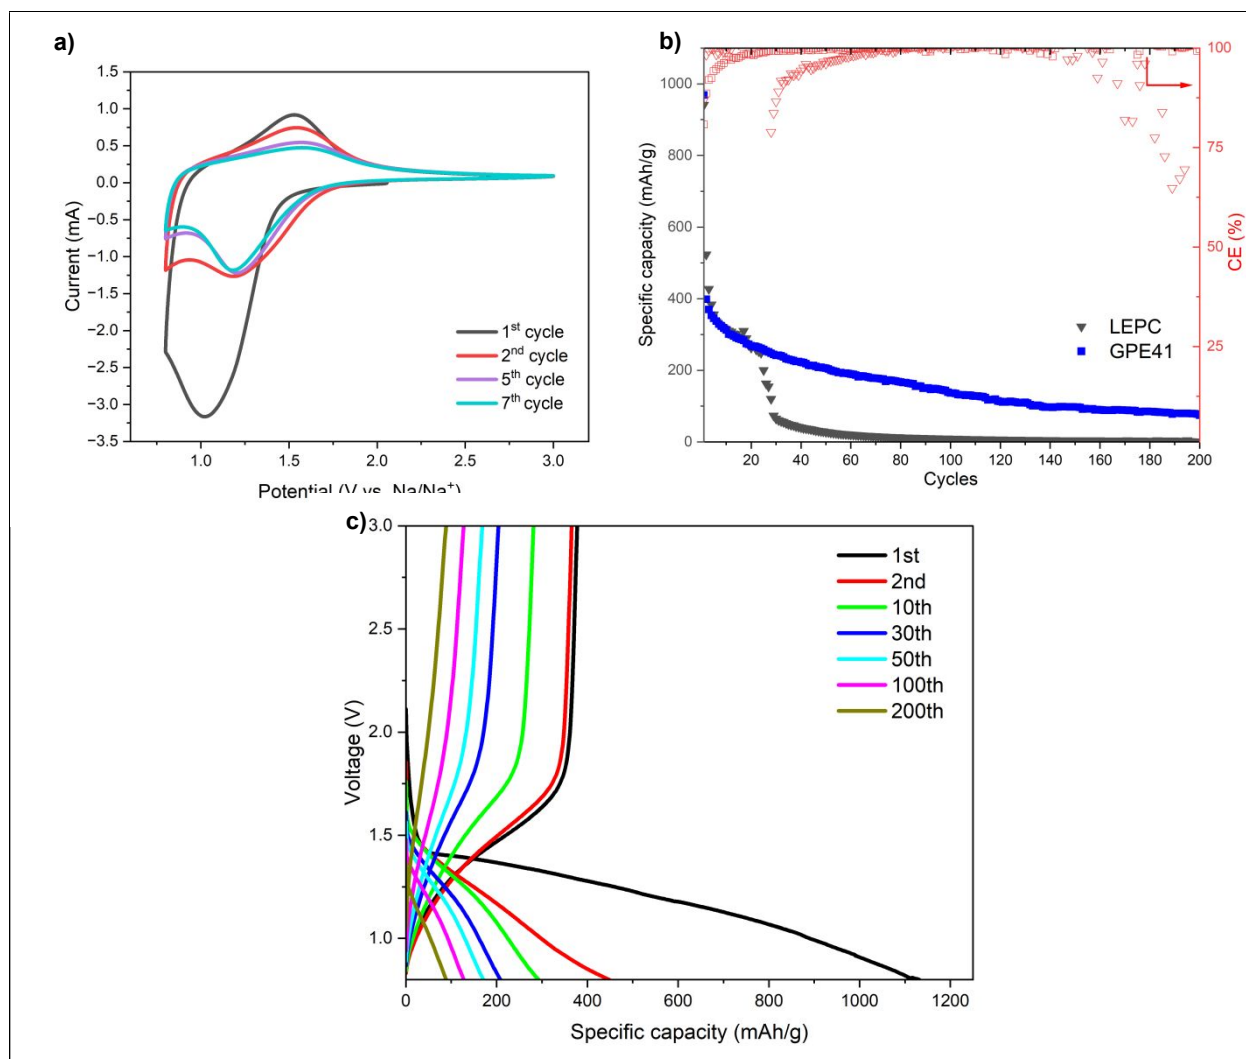 a)
1.5
1.0
0.5
0.0
−0.5
−1.0
−1.5
−2.0
−2.5
−3.0
−3.5
Current (mA)
1st cycle
2nd cycle
5th cycle
7th cycle
1.0 1.5 2.0 2.5 3.0
Potential (V vs. Na/Na+)
b)
1000
800
600
400
200
0
Specific capacity (mAh/g)
100
75
50
25
CE (%)
LEPC
GPE41
20 40 60 80 100 120 140 160 180 200
Cycles
c)
3.0
2.5
2.0
1.5
1.0
Voltage (V)
1st
2nd
10th
30th
50th
100th
200th
0 200 400 600 800 1000 1200
Specific capacity (mAh/g)